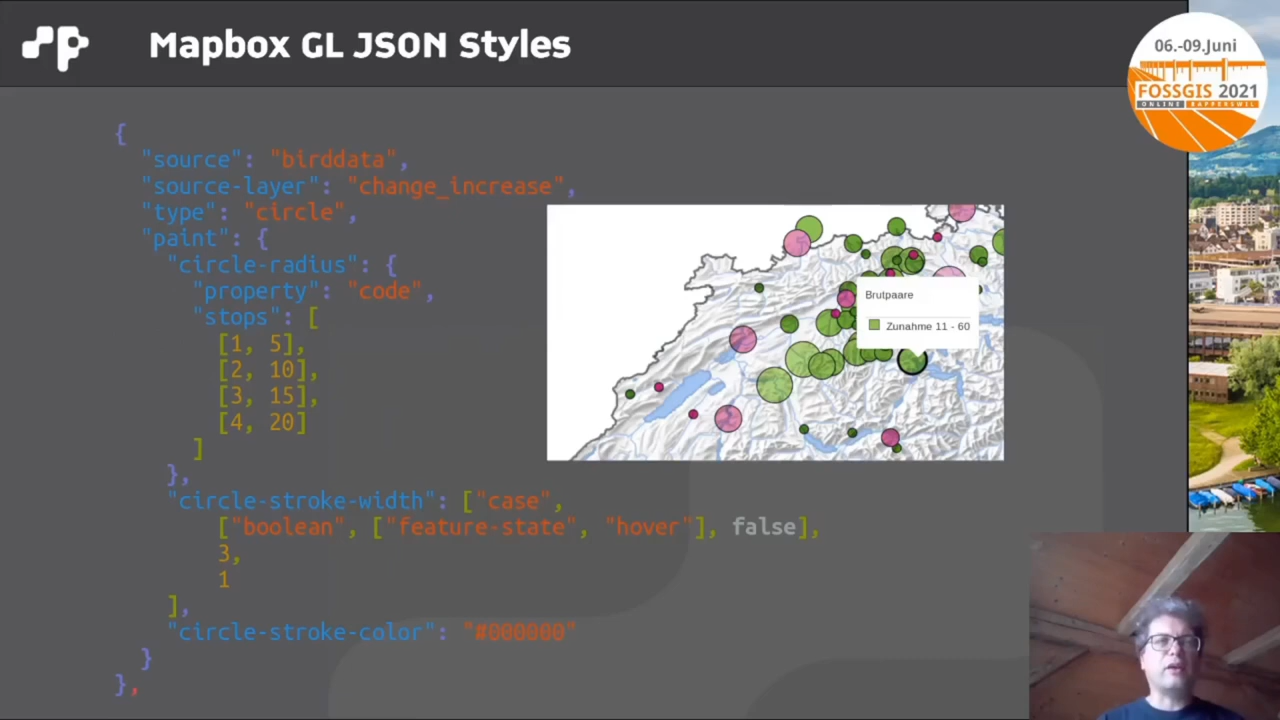 Mapbox GL JSON Styles
06.-09.Juni
FOSSGIS 2021
ONLINE RAPPERSWIL
{
"source": "birddata",
"source-layer": "change_increase",
"type": "circle",
"paint": {
"circle-radius": {
"property": "code",
"stops": [
[1, 5],
[2, 10],
[3, 15],
[4, 20]
]
},
"circle-stroke-width": ["case",
["boolean", ["feature-state", "hover"], false],
3,
1
],
"circle-stroke-color": "#000000"
}
},
Brutpaare
Zunahme 11 - 60